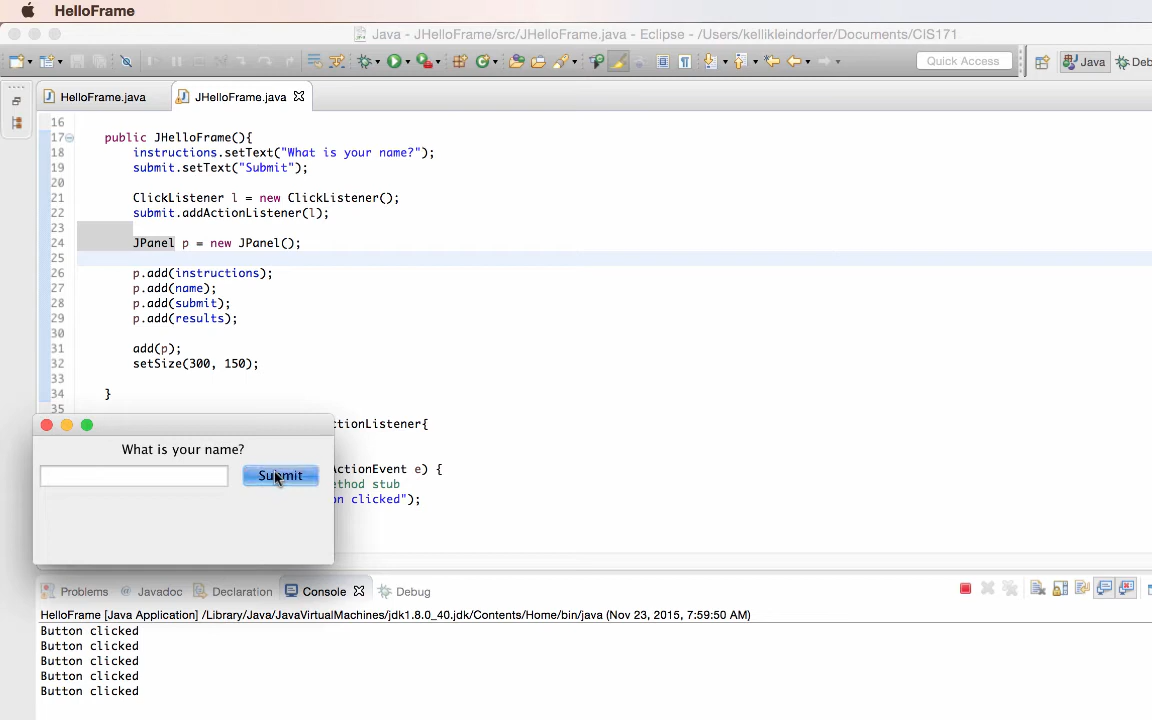 HelloFrame
Java - JHelloFrame/src/JHelloFrame.java - Eclipse - /Users/kellikleindorfer/Documents/CIS171
Quick Access
Java
Deb
HelloFrame.java
JHelloFrame.java
16
17 public JHelloFrame(){
18 instructions.setText("What is your name?");
19 submit.setText("Submit");
20
21 ClickListener l = new ClickListener();
22 submit.addActionListener(l);
23
24 JPanel p = new JPanel();
25
26 p.add(instructions);
27 p.add(name);
28 p.add(submit);
29 p.add(results);
30
31 add(p);
32 setSize(300, 150);
33
34 }
35
ctionListener{
What is your name?
Submit
ActionEvent e) {
ethod stub
on clicked");
Problems @ Javadoc Declaration Console Debug
HelloFrame [Java Application] /Library/Java/JavaVirtualMachines/jdk1.8.0_40.jdk/Contents/Home/bin/java (Nov 23, 2015, 7:59:50 AM)
Button clicked
Button clicked
Button clicked
Button clicked
Button clicked